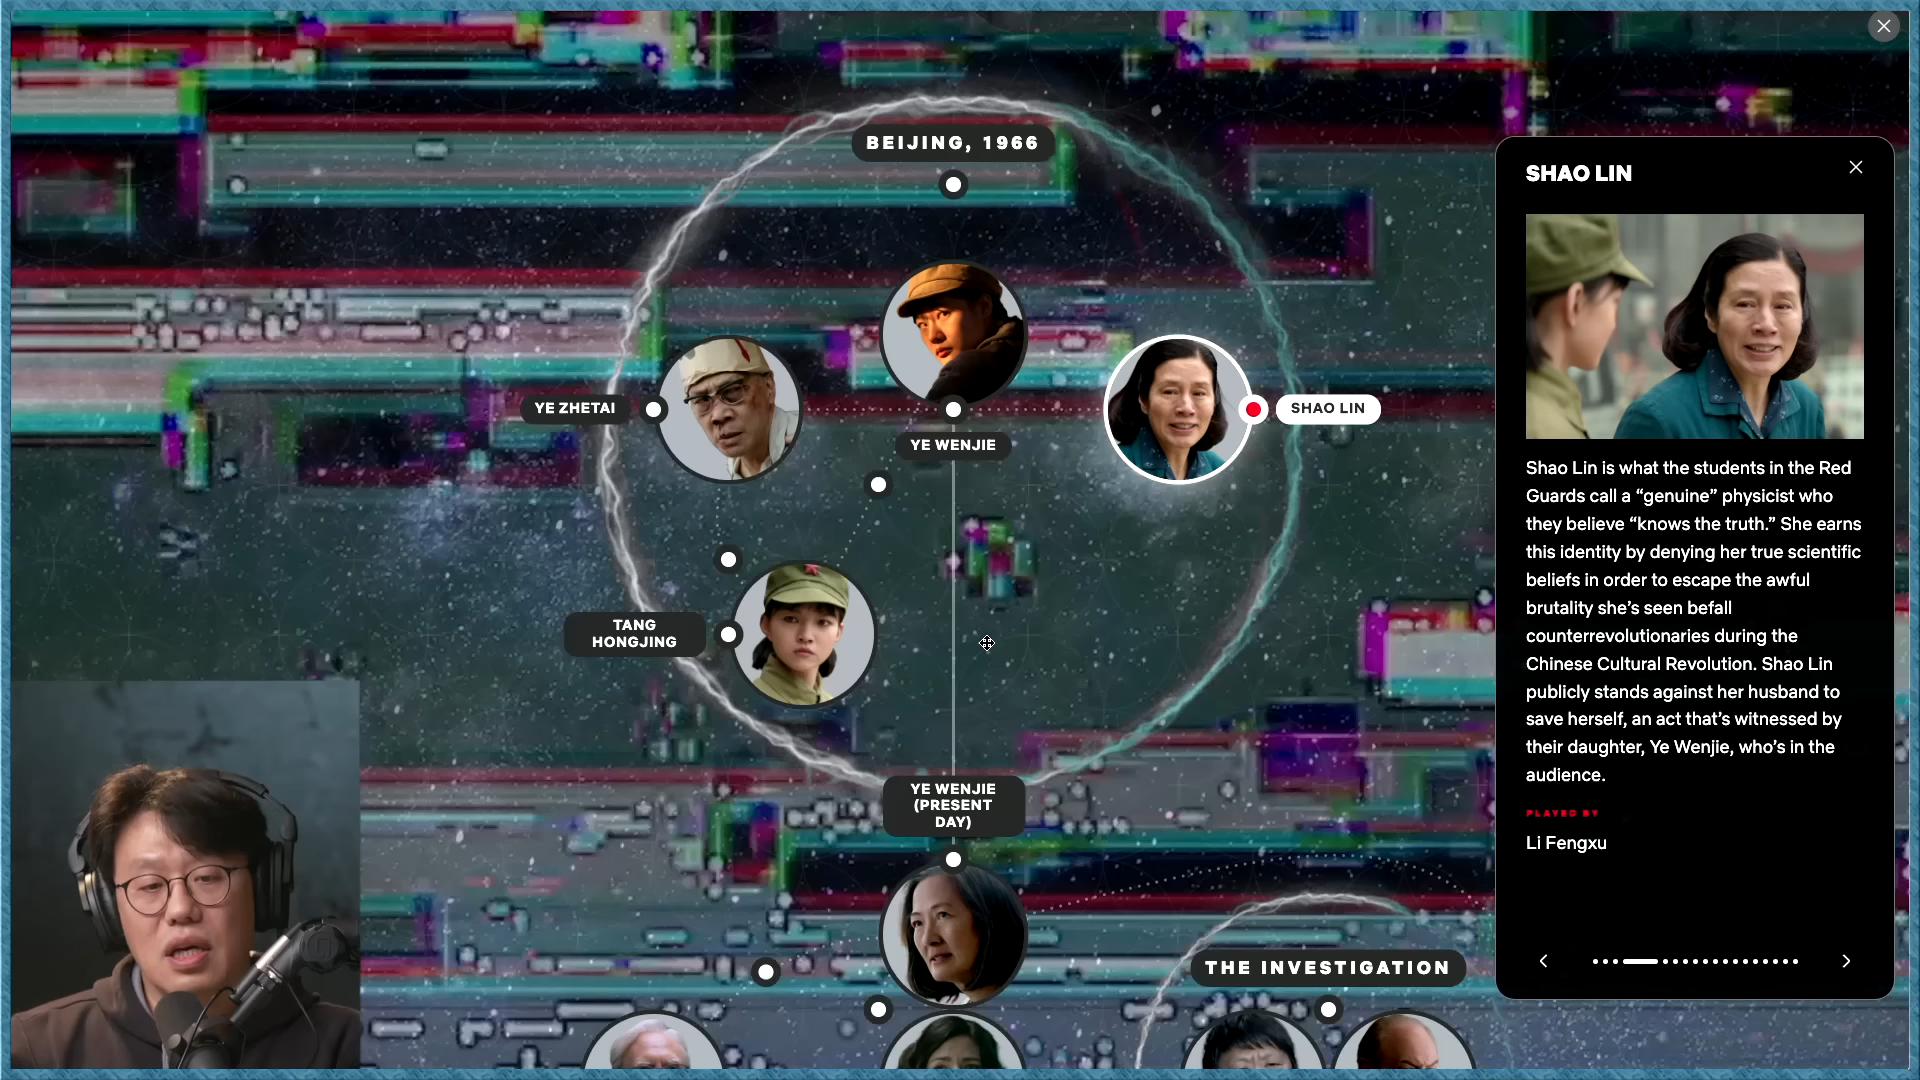 BEIJING, 1966
SHAO LIN
YE ZHETAI
SHAO LIN
YE WENJIE
TANG
HONGJING
YE WENJIE
(PRESENT
DAY)
THE INVESTIGATION
Shao Lin is what the students in the Red
Guards call a “genuine” physicist who
they believe “knows the truth.” She earns
this identity by denying her true scientific
beliefs in order to escape the awful
brutality she’s seen befall
counterrevolutionaries during the
Chinese Cultural Revolution. Shao Lin
publicly stands against her husband to
save herself, an act that’s witnessed by
their daughter, Ye Wenjie, who’s in the
audience.
PLAYED BY
Li Fengxu